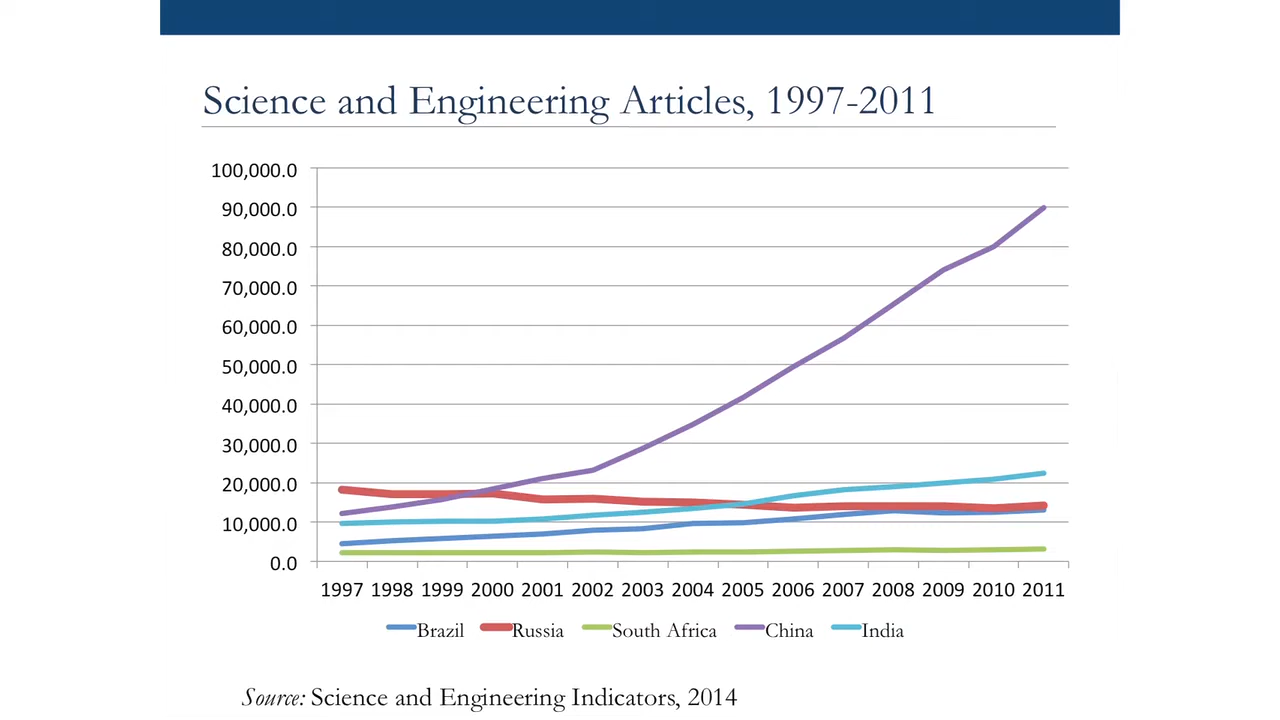 Science and Engineering Articles, 1997-2011
100,000.0
90,000.0
80,000.0
70,000.0
60,000.0
50,000.0
40,000.0
30,000.0
20,000.0
10,000.0
0.0
1997 1998 1999 2000 2001 2002 2003 2004 2005 2006 2007 2008 2009 2010 2011
Brazil Russia South Africa China India
Source: Science and Engineering Indicators, 2014